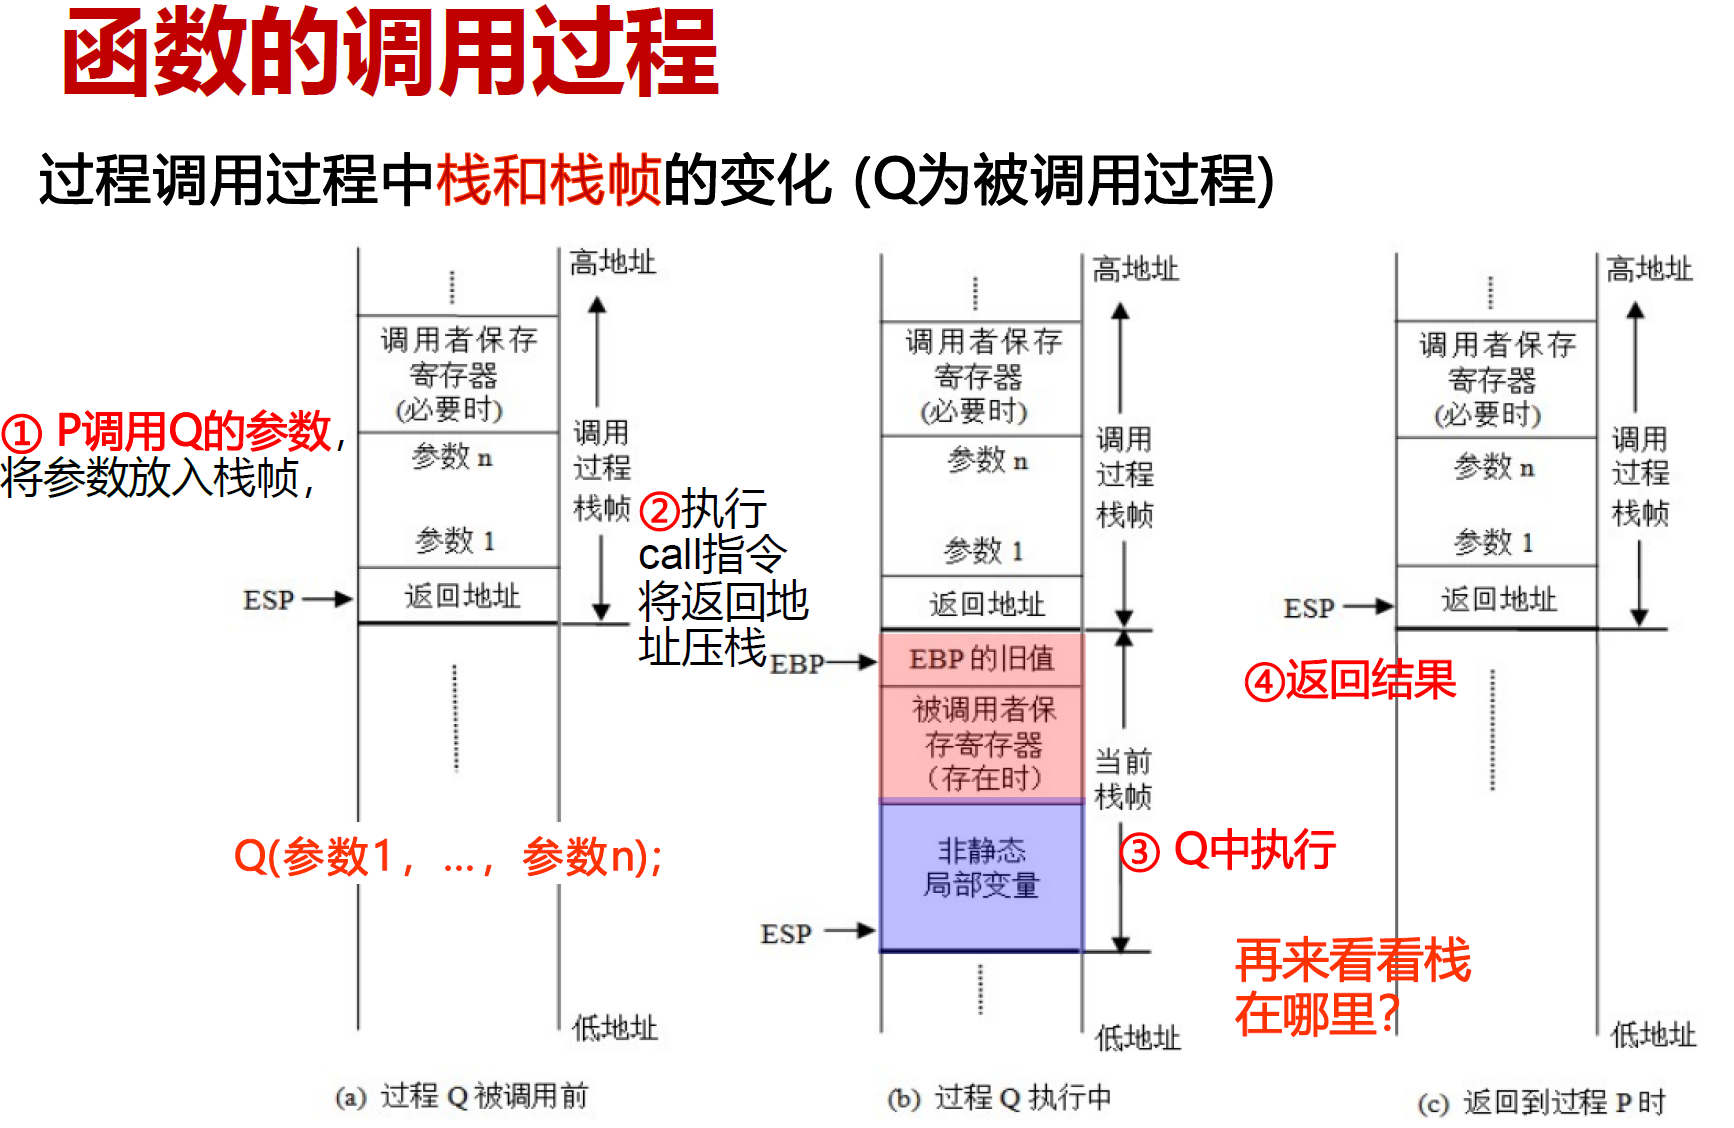 函数的调用过程
过程调用过程中栈和栈帧的变化 (Q为被调用过程)
高地址
调用者保存
寄存器
(必要时)
① P调用Q的参数，
将参数放入栈帧，
参数 n
参数 1
ESP
返回地址
调用
过程
栈帧
②执行
call指令
将返回地
址压栈
Q(参数1，…，参数n);
低地址
(a) 过程 Q 被调用前
高地址
调用者保存
寄存器
(必要时)
参数 n
参数 1
返回地址
调用
过程
栈帧
EBP
EBP 的旧值
被调用者保
存寄存器
（存在时）
当前
栈帧
非静态
局部变量
③ Q中执行
ESP
低地址
(b) 过程 Q 执行中
高地址
调用者保存
寄存器
(必要时)
参数 n
参数 1
ESP
返回地址
调用
过程
栈帧
④返回结果
再来看看栈
在哪里?
低地址
(c) 返回到过程 P 时